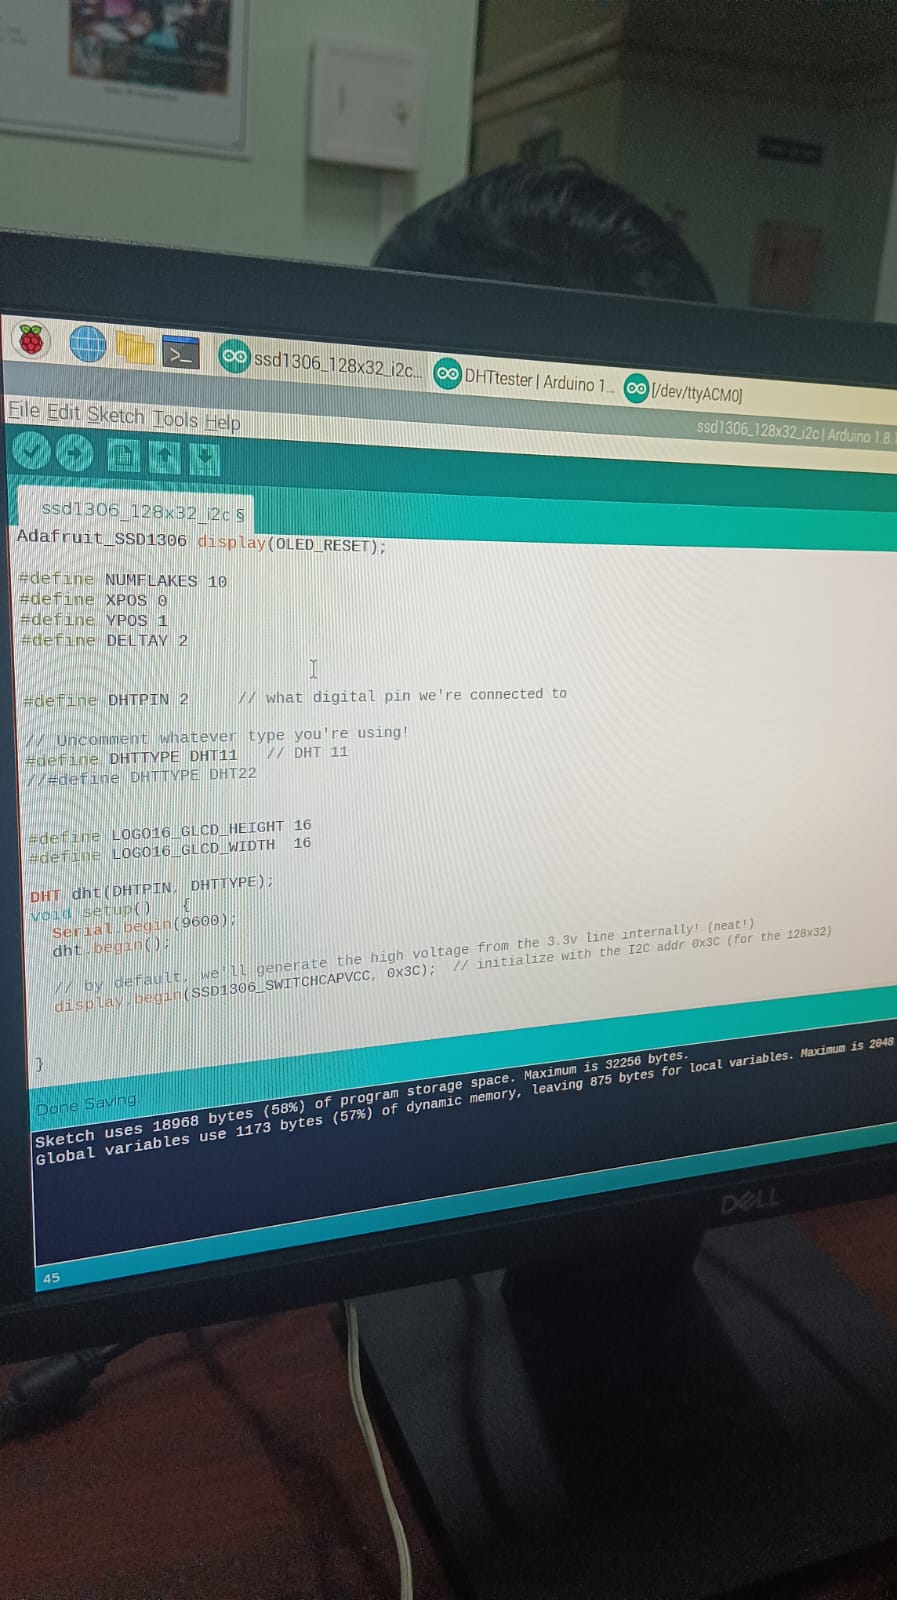 ssd1306_128x32_i2c...
DHTtester | Arduino 1...
[/dev/ttyACM0]
ssd1306_128x32_i2c | Arduino 1.8.1
File Edit Sketch Tools Help
ssd1306_128x32_i2c §
Adafruit_SSD1306 display(OLED_RESET);
#define NUMFLAKES 10
#define XPOS 0
#define YPOS 1
#define DELTAY 2
#define DHTPIN 2     // what digital pin we're connected to
// Uncomment whatever type you're using!
#define DHTTYPE DHT11   // DHT 11
//#define DHTTYPE DHT22
#define LOGO16_GLCD_HEIGHT 16
#define LOGO16_GLCD_WIDTH  16
DHT dht(DHTPIN, DHTTYPE);
void setup()   {
Serial.begin(9600);
dht.begin();
// by default, we'll generate the high voltage from the 3.3v line internally! (neat!)
display.begin(SSD1306_SWITCHCAPVCC, 0x3C);  // initialize with the I2C addr 0x3C (for the 128x32)
}
Done Saving
Sketch uses 18968 bytes (58%) of program storage space. Maximum is 32256 bytes.
Global variables use 1173 bytes (57%) of dynamic memory, leaving 875 bytes for local variables. Maximum is 2048
45
DELL